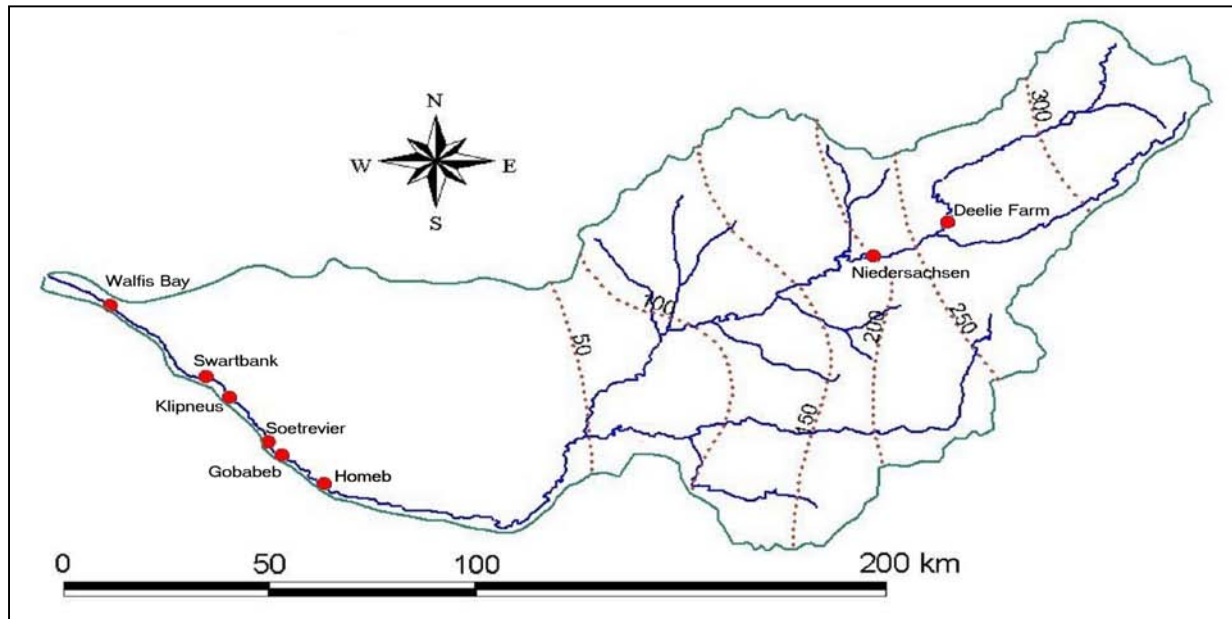 N
W
E
S
300
Deelie Farm
Niedersachsen
Walfis Bay
100
50
200
250
150
Swartbank
Klipneus
Soetrevier
Gobabeb
Homeb
0 50 100 200 km